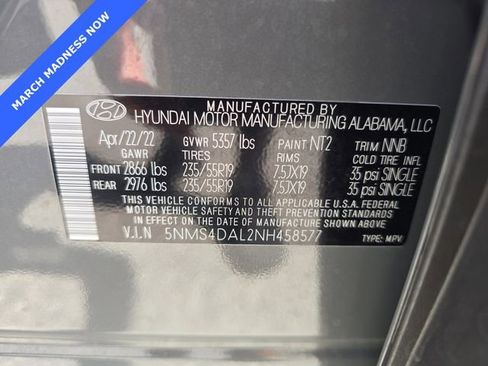 MARCH MADNESS NOW
MANUFACTURED BY
HYUNDAI MOTOR MANUFACTURING ALABAMA, LLC
Apr/22/22 GVWR 5357 lbs PAINT NT2 TRIM NNB
GAWR TIRES RIMS COLD TIRE INFL
FRONT 2866 lbs 235/55R19 7.5JX19 35 psi SINGLE
REAR 2976 lbs 235/55R19 7.5JX19 35 psi SINGLE
THIS VEHICLE CONFORMS TO ALL APPLICABLE U.S.A. FEDERAL
MOTOR VEHICLE SAFETY AND THEFT PREVENTION STANDARDS
IN EFFECT ON THE DATE OF MANUFACTURE SHOWN ABOVE.
V.I.N 5NMS4DAL2NH458577 TYPE: MPV